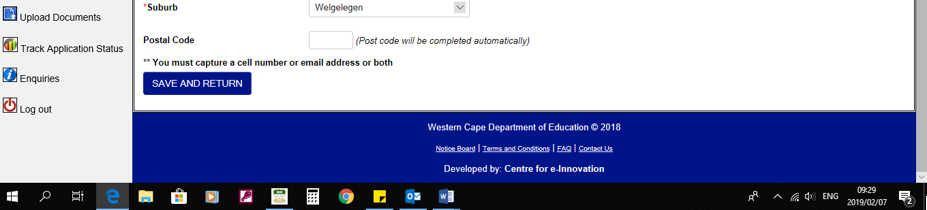 *Suburb Welgelegen
Upload Documents
Postal Code (Post code will be completed automatically)
Track Application Status
** You must capture a cell number or email address or both
Enquiries
SAVE AND RETURN
Log out
Western Cape Department of Education © 2018
Notice Board | Terms and Conditions | FAQ | Contact Us
Developed by: Centre for e-Innovation
ENG 09:29
2019/02/07 2